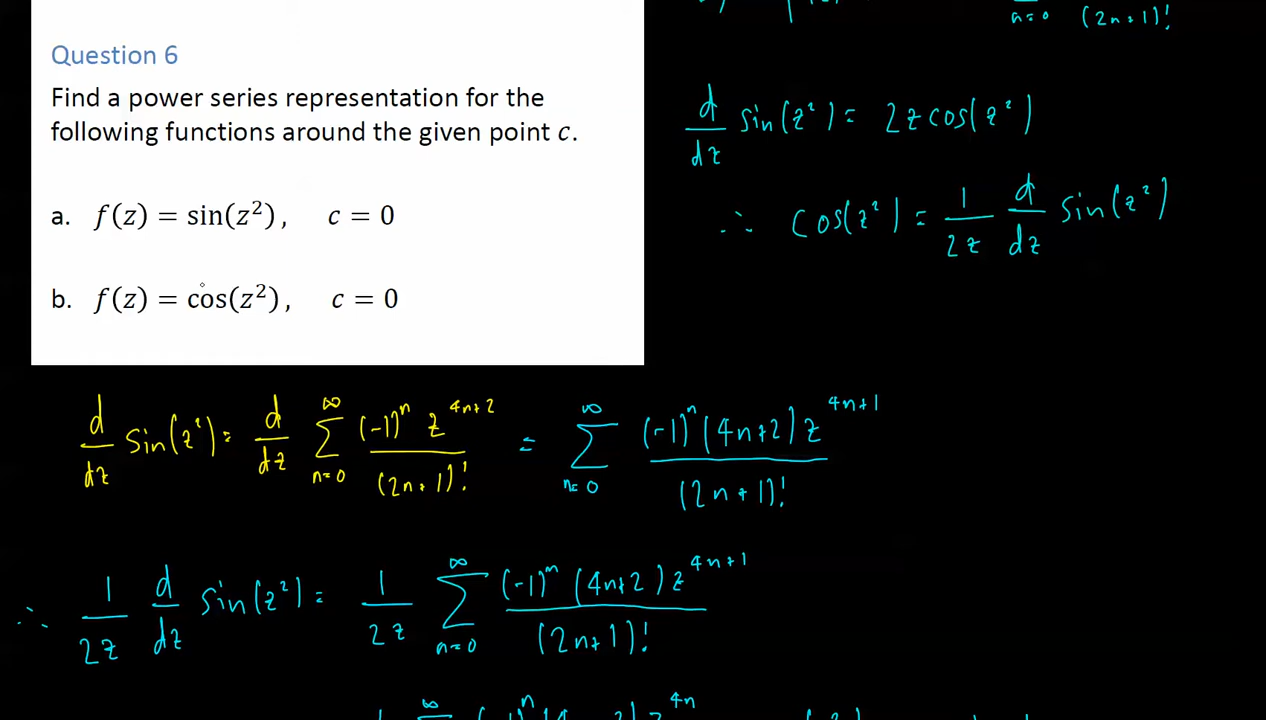 Question 6
Find a power series representation for the
following functions around the given point c.
a. f(z) = sin(z²), c = 0
b. f(z) = cos(z²), c = 0
n=0 (2n+1)!
d/dz sin(z²) = 2z cos(z²)
∴ cos(z²) = 1/2z d/dz sin(z²)
d/dz sin(z²) = d/dz ∑_{n=0}^{∞} (-1)^n z^{4n+2} / (2n+1)! = ∑_{n=0}^{∞} (-1)^n (4n+2) z^{4n+1} / (2n+1)!
∴ 1/2z d/dz sin(z²) = 1/2z ∑_{n=0}^{∞} (-1)^n (4n+2) z^{4n+1} / (2n+1)!